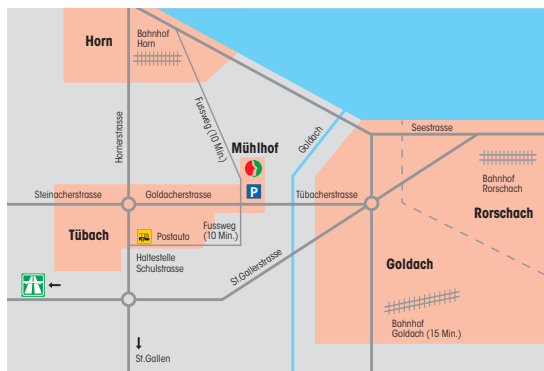 Horn
Bahnhof
Horn
Hornerstrasse
Fussweg (10 Min.)
Mühlhof
P
Goldach
Seestrasse
Bahnhof
Rorschach
Rorschach
Steinacherstrasse
Goldacherstrasse
Tübacherstrasse
Tübach
Postauto
Fussweg
(10 Min.)
Haltestelle
Schulstrasse
St.Gallerstrasse
Goldach
Bahnhof
Goldach (15 Min.)
St.Gallen